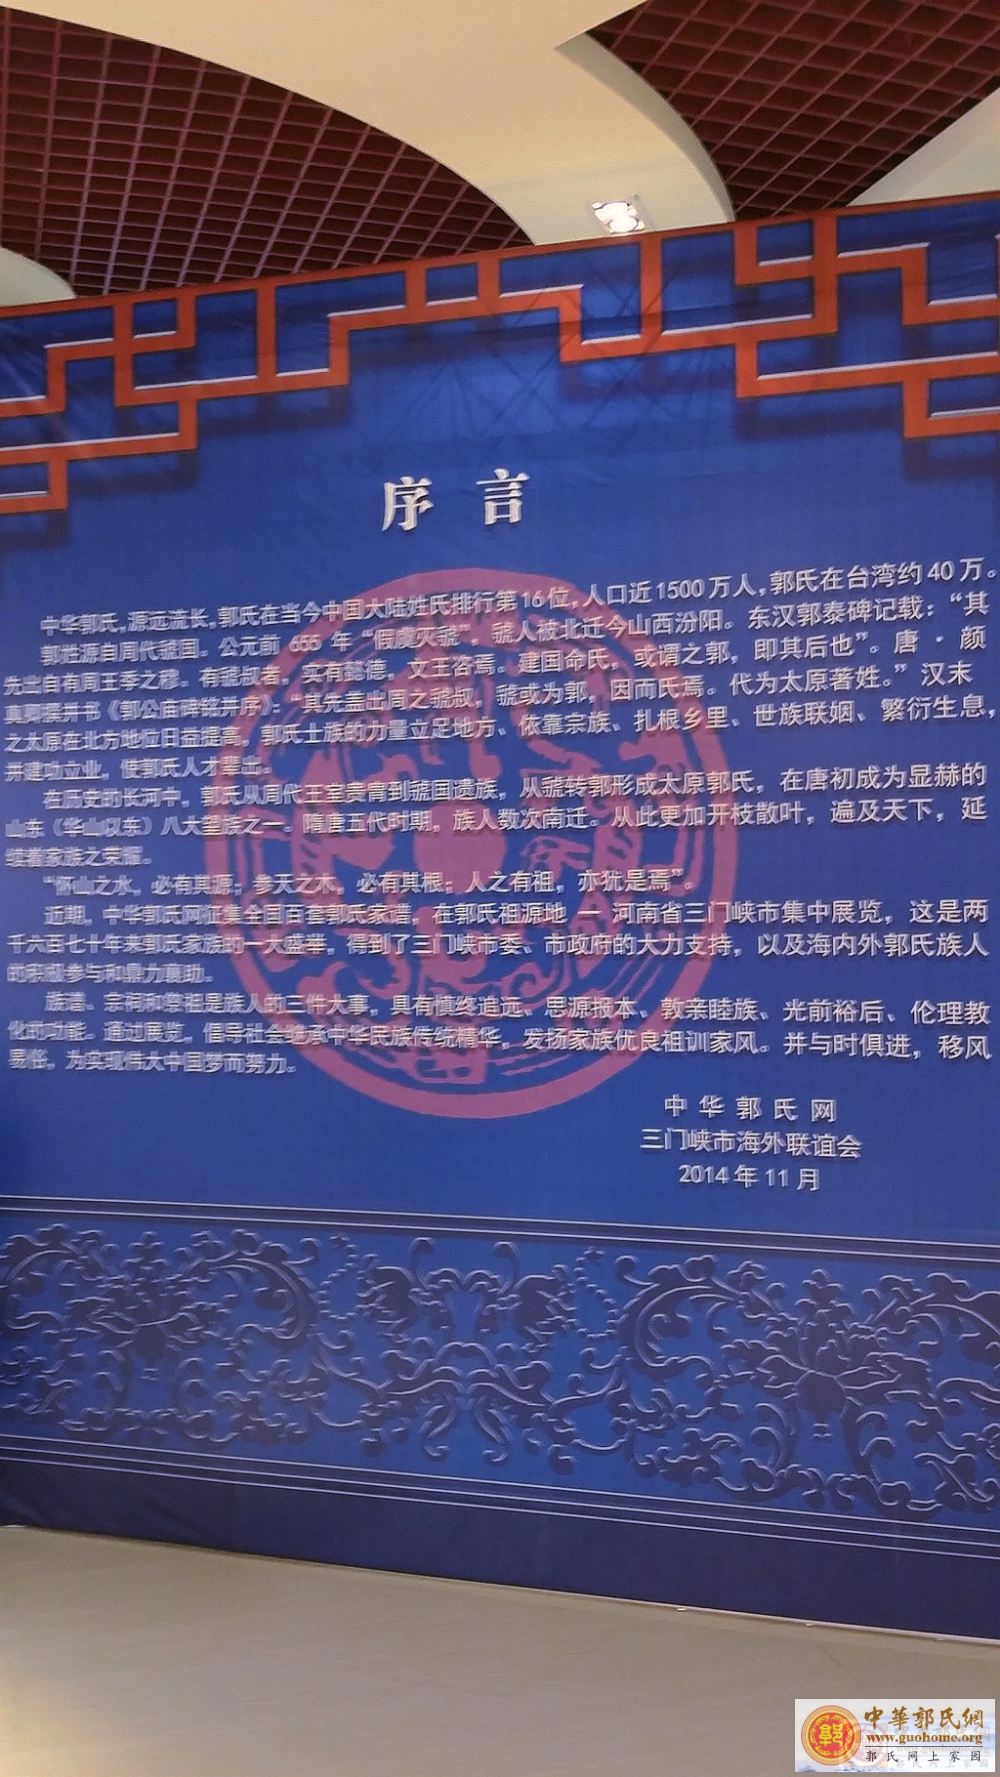 序言
中华郭氏,源远流长,郭氏在当今中国大陆姓氏排行第16位,人口近1500万人,郭氏在台湾约40万。
郭姓源自周代虢国。公元前 655 年“假虞灭虢”,虢人被北迁今山西汾阳。东汉郭泰碑记载：“其
先出自有周王季之穆。有虢叔者，实有懿德，文王咨焉。建国命氏，或谓之郭，即其后也”。唐·颜
真卿撰并书《郭公庙碑铭并序》：“其先盖出周之虢叔，虢或为郭，因而氏焉。代为太原著姓。”汉末
之太原在北方地位日益提高，郭氏士族的力量立足地方、依靠宗族、扎根乡里、世族联姻、繁衍生息，
并建功立业，使郭氏人才辈出。
在历史的长河中，郭氏从周代王室贵胄到虢国遗族，从虢转郭形成太原郭氏，在唐初成为显赫的
山东（华山以东）八大望族之一。隋唐五代时期，族人数次南迁。从此更加开枝散叶，遍及天下，延
续着家族之荣耀。
“怀山之水，必有其源；参天之木，必有其根；人之有祖，亦犹是焉”。
近期，中华郭氏网征集全国百套郭氏家谱，在郭氏祖源地 — 河南省三门峡市集中展览，这是两
千六百七十年来郭氏家族的一大盛举，得到了三门峡市委、市政府的大力支持，以及海内外郭氏族人
的积极参与和鼎力襄助。
族谱、宗祠和祭祖是族人的三件大事，具有慎终追远、思源报本、敦亲睦族、光前裕后、伦理教
化的功能。通过展览，倡导社会继承中华民族传统精华，发扬家族优良祖训家风。并与时俱进，移风
易俗，为实现伟大中国梦而努力。
中华郭氏网
三门峡市海外联谊会
2014年11月
中華郭氏網
www.guohome.org
郭氏网上家园